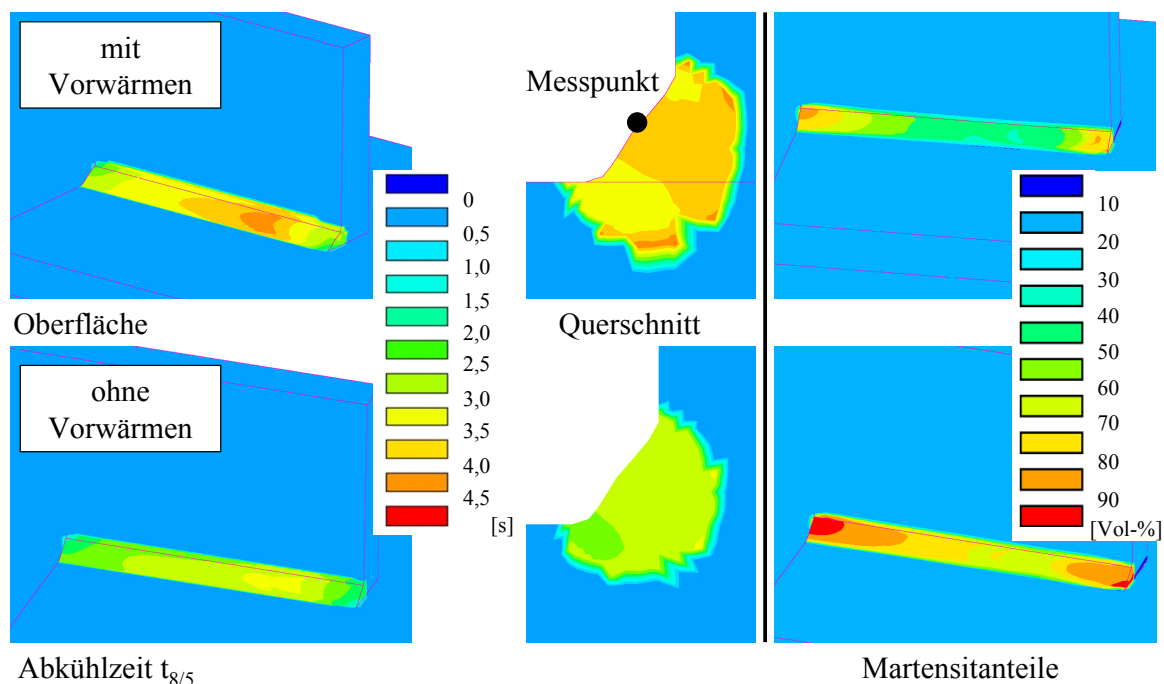 mit
Vorwärmen
Messpunkt
0
0,5
1,0
1,5
2,0
2,5
3,0
3,5
4,0
4,5
[s]
10
20
30
40
50
60
70
80
90
[Vol-%]
Oberfläche
Querschnitt
ohne
Vorwärmen
Abkühlzeit t8/5
Martensitanteile